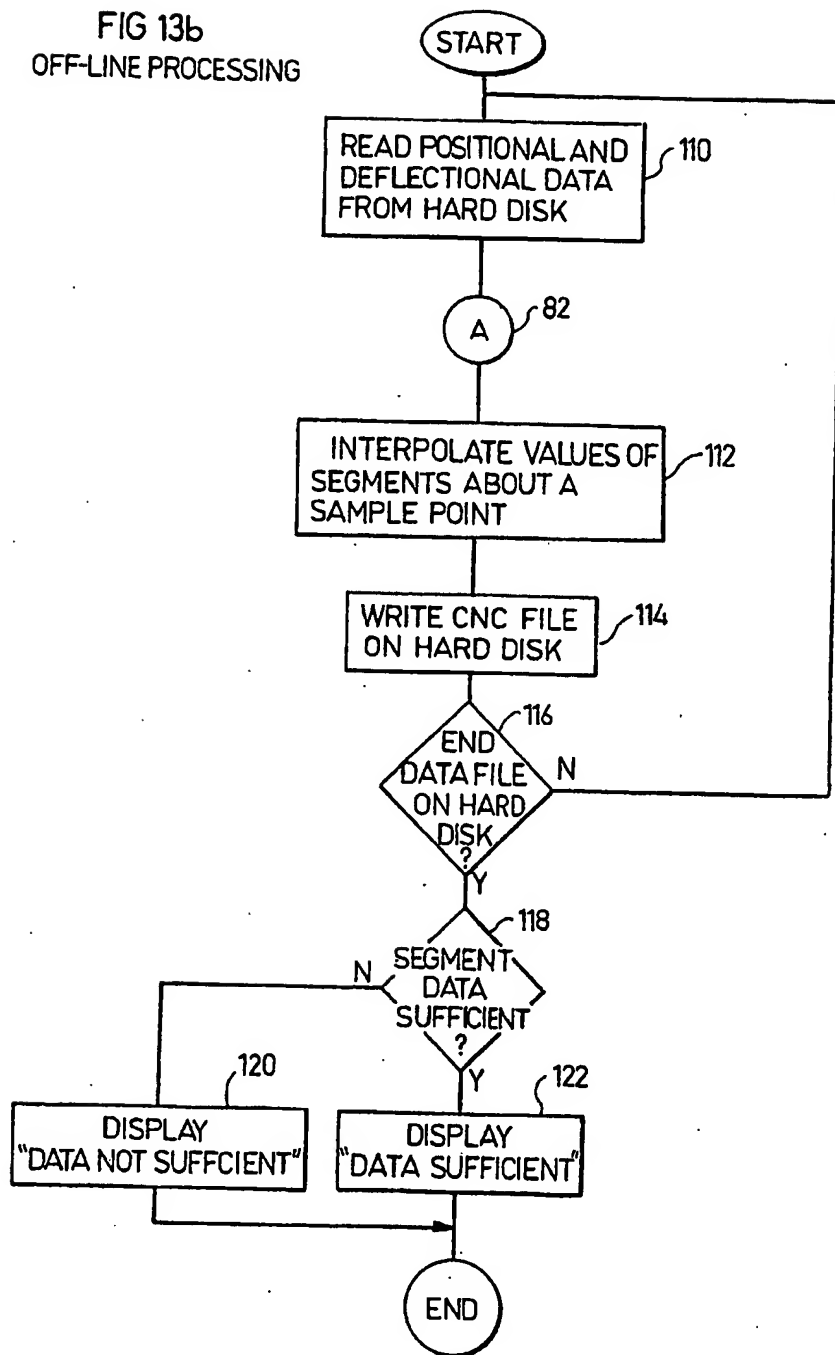 FIG 13b
OFF-LINE PROCESSING
START
READ POSITIONAL AND
DEFLECTIONAL DATA
FROM HARD DISK
110
A
82
INTERPOLATE VALUES OF
SEGMENTS ABOUT A
SAMPLE POINT
112
WRITE CNC FILE
ON HARD DISK
114
116
END
DATA FILE
ON HARD
DISK
?
N
Y
118
SEGMENT
DATA
SUFFICIENT
?
N
Y
120
DISPLAY
"DATA NOT SUFFCIENT"
122
DISPLAY
"DATA SUFFICIENT"
END